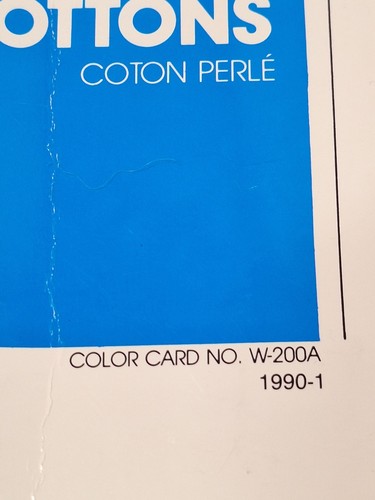 OTTONS
COTON PERLÉ
COLOR CARD NO. W-200A
1990-1